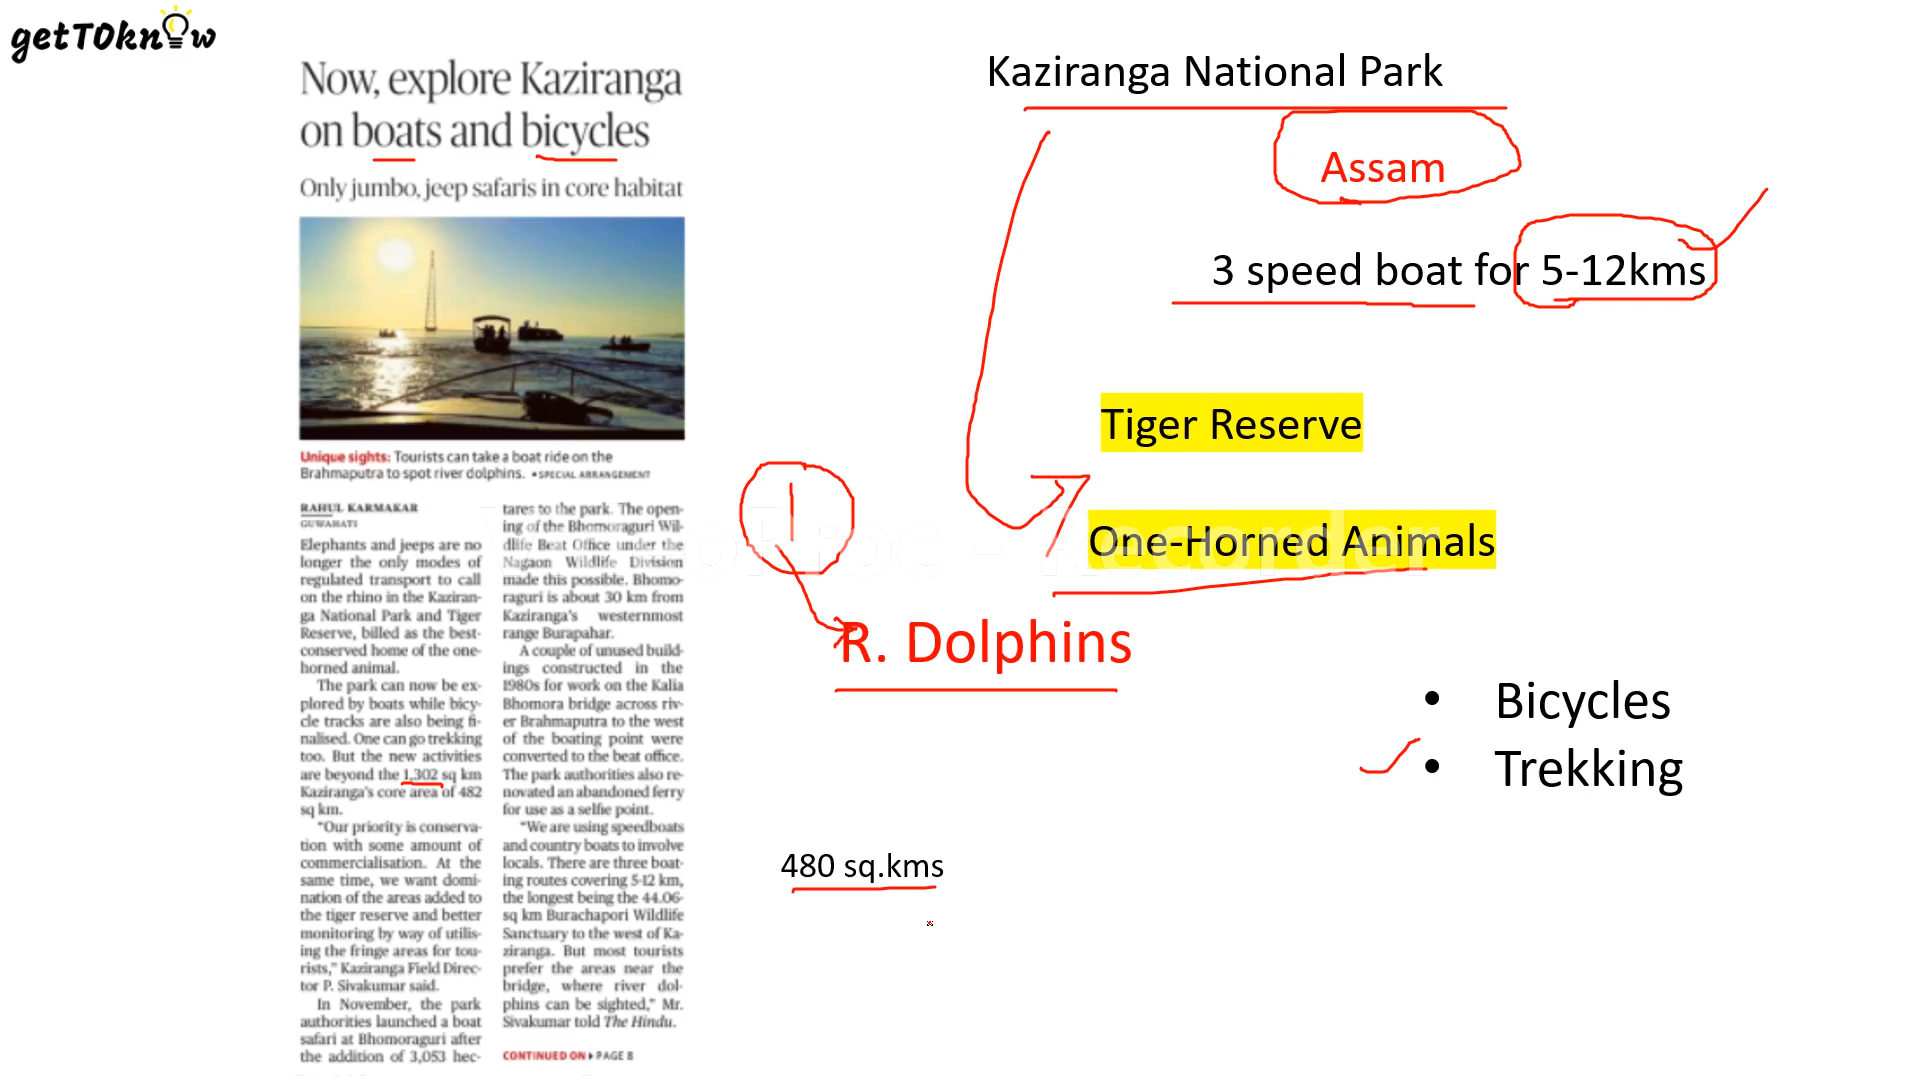 getTOknow
Now, explore Kaziranga
on boats and bicycles
Only jumbo, jeep safaris in core habitat
Unique sights: Tourists can take a boat ride on the
Brahmaputra to spot river dolphins. •SPECIAL ARRANGEMENT
RAHUL KARMAKAR
GUWAHATI
Elephants and jeeps are no
longer the only modes of
regulated transport to call
on the rhino in the Kaziran-
ga National Park and Tiger
Reserve, billed as the best-
conserved home of the one-
horned animal.
The park can now be ex-
plored by boats while bicy-
cle tracks are also being fi-
nalised. One can go trekking
too. But the new activities
are beyond the 1,302 sq km
Kaziranga's core area of 482
sq km.
"Our priority is conserva-
tion with some amount of
commercialisation. At the
same time, we want domi-
nation of the areas added to
the tiger reserve and better
monitoring by way of utilis-
ing the fringe areas for tou-
rists," Kaziranga Field Direc-
tor P. Sivakumar said.
In November, the park
authorities launched a boat
safari at Bhomoraguri after
the addition of 3,053 hec-
tares to the park. The open-
ing of the Bhomoraguri Wil-
dlife Beat Office under the
Nagaon Wildlife Division
made this possible. Bhomo-
raguri is about 30 km from
Kaziranga's westernmost
range Burapahar.
A couple of unused build-
ings constructed in the
1980s for work on the Kalia
Bhomora bridge across riv-
er Brahmaputra to the west
of the boating point were
converted to the beat office.
The park authorities also re-
novated an abandoned ferry
for use as a selfie point.
"We are using speedboats
and country boats to involve
locals. There are three boat-
ing routes covering 5-12 km,
the longest being the 44.06-
sq km Burachapori Wildlife
Sanctuary to the west of Ka-
ziranga. But most tourists
prefer the areas near the
bridge, where river dol-
phins can be sighted," Mr.
Sivakumar told The Hindu.
CONTINUED ON ▸ PAGE 8
Kaziranga National Park
Assam
3 speed boat for 5-12kms
Tiger Reserve
One-Horned Animals
R. Dolphins
• Bicycles
• Trekking
480 sq.kms
Recorder